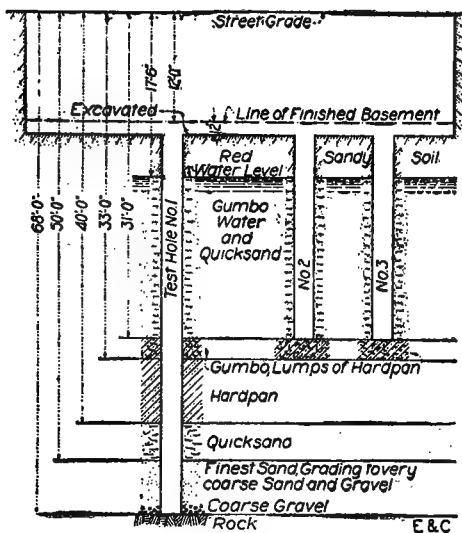 Street Grade
17'-6"
12'-0"
Excavated
12"
Line of Finished Basement
Red Sandy Soil
Water Level
Gumbo
Water
and
Quicksand
68'-0"
50'-0"
40'-0"
33'-0"
31'-0"
Test Hole No.1
No.2
No.3
Gumbo, Lumps of Hardpan
Hardpan
Quicksand
Finest Sand, Grading to very
coarse Sand and Gravel
Coarse Gravel
Rock
E & C